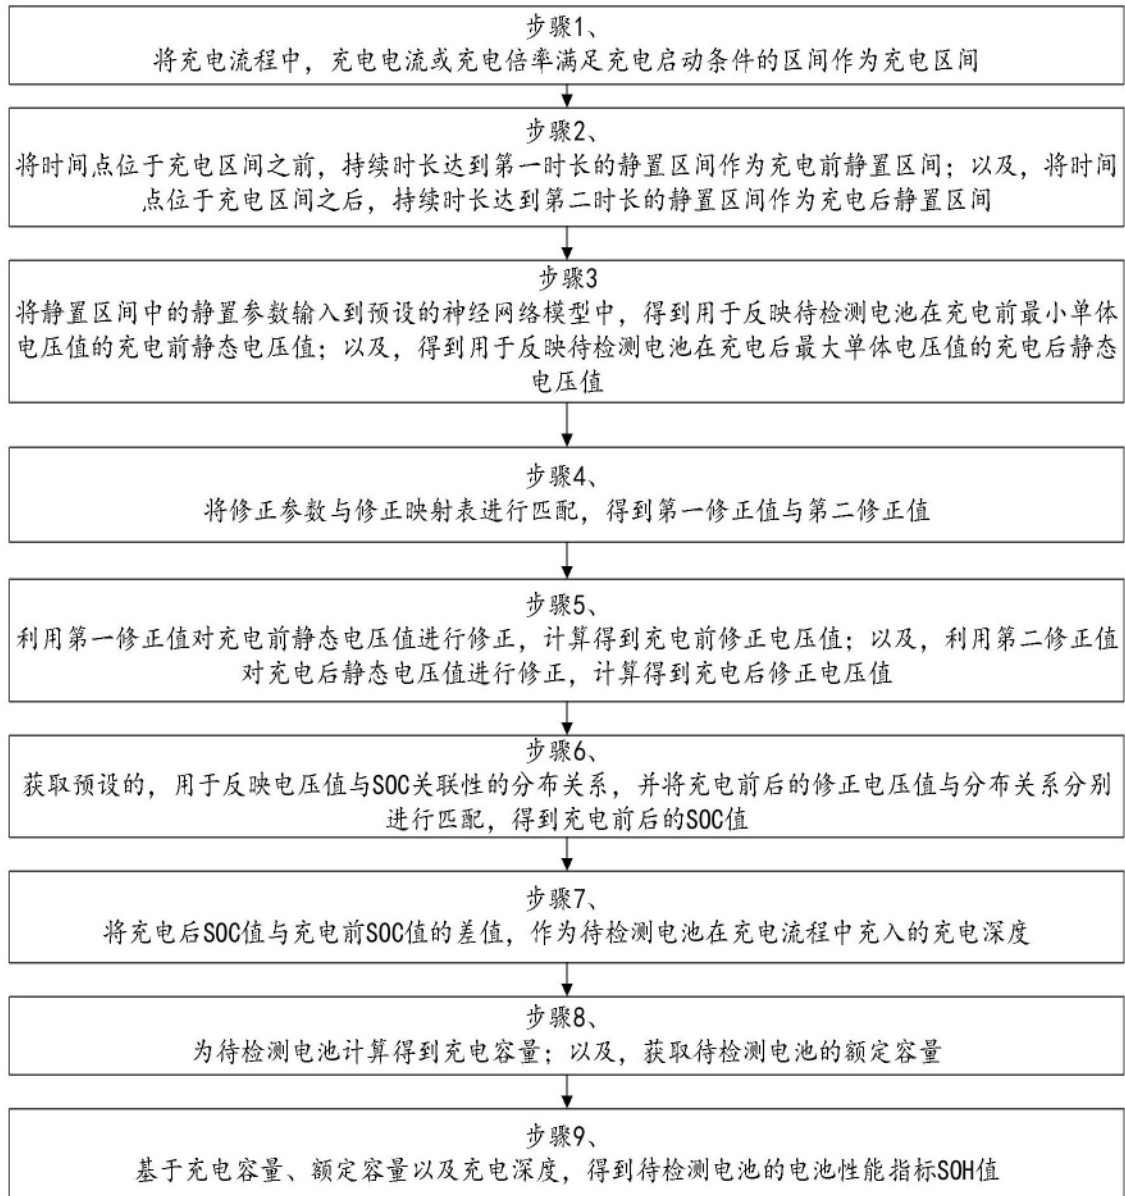 步骤1、
将充电流程中，充电电流或充电倍率满足充电启动条件的区间作为充电区间
步骤2、
将时间点位于充电区间之前，持续时长达到第一时长的静置区间作为充电前静置区间；以及，将时间
点位于充电区间之后，持续时长达到第二时长的静置区间作为充电后静置区间
步骤3
将静置区间中的静置参数输入到预设的神经网络模型中，得到用于反映待检测电池在充电前最小单体
电压值的充电前静态电压值；以及，得到用于反映待检测电池在充电后最大单体电压值的充电后静态
电压值
步骤4、
将修正参数与修正映射表进行匹配，得到第一修正值与第二修正值
步骤5、
利用第一修正值对充电前静态电压值进行修正，计算得到充电前修正电压值；以及，利用第二修正值
对充电后静态电压值进行修正，计算得到充电后修正电压值
步骤6、
获取预设的，用于反映电压值与SOC关联性的分布关系，并将充电前后的修正电压值与分布关系分别
进行匹配，得到充电前后的SOC值
步骤7、
将充电后SOC值与充电前SOC值的差值，作为待检测电池在充电流程中充入的充电深度
步骤8、
为待检测电池计算得到充电容量；以及，获取待检测电池的额定容量
步骤9、
基于充电容量、额定容量以及充电深度，得到待检测电池的电池性能指标SOH值